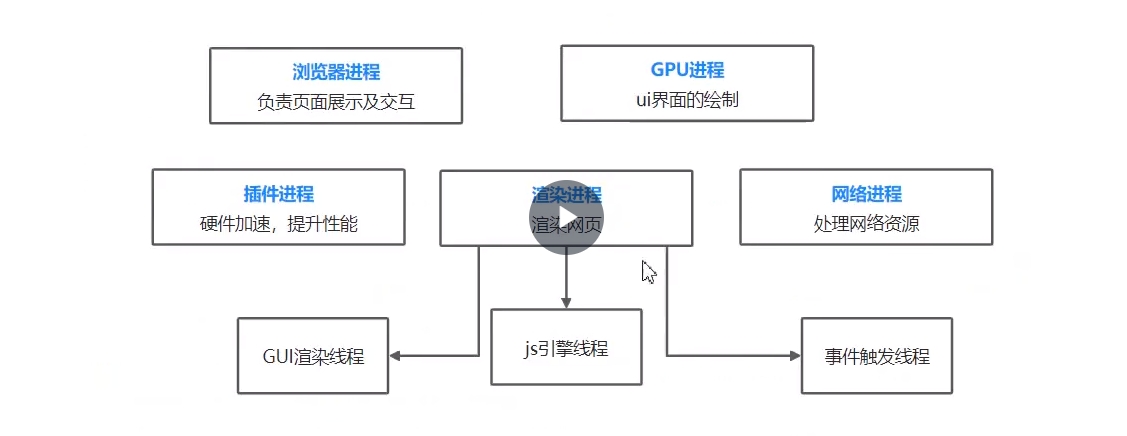 浏览器进程
负责页面展示及交互
GPU进程
ui界面的绘制
插件进程
硬件加速，提升性能
渲染进程
渲染网页
网络进程
处理网络资源
GUI渲染线程
js引擎线程
事件触发线程